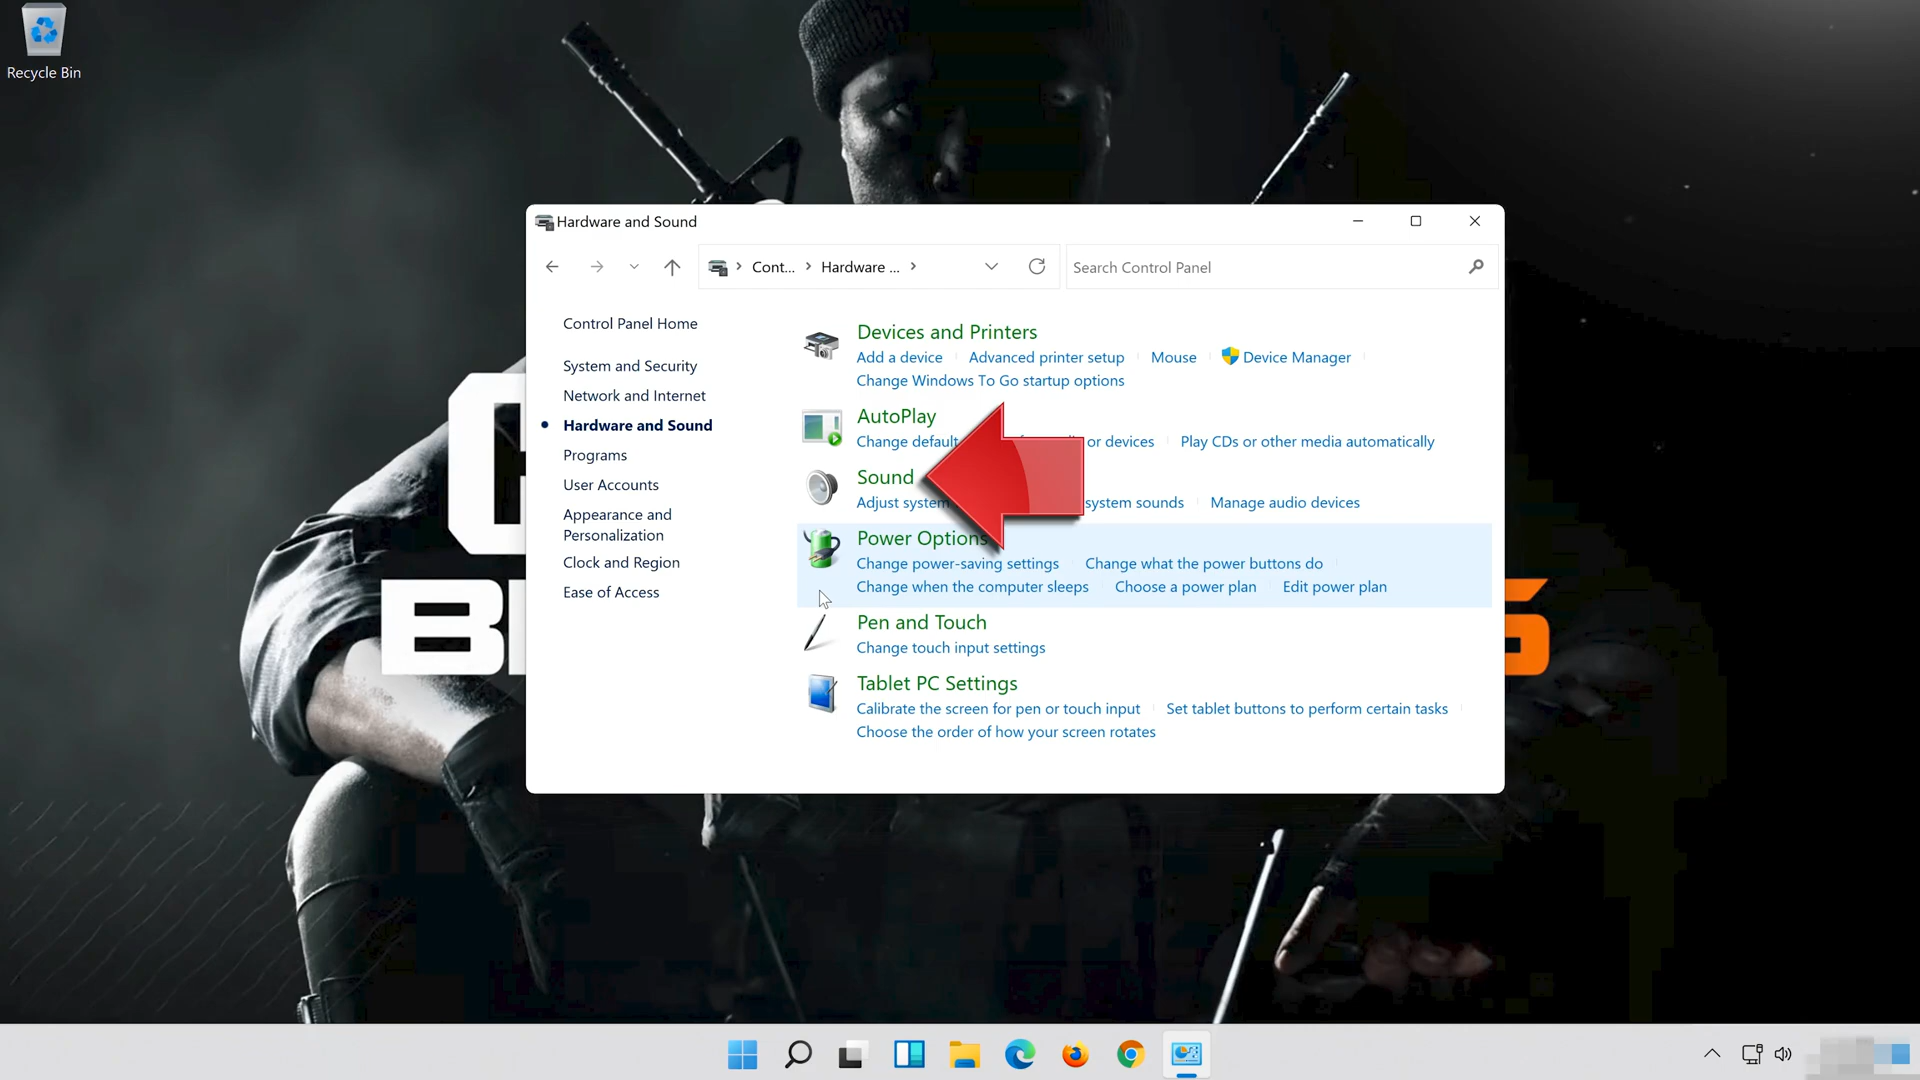 Recycle Bin
Hardware and Sound
Cont...
Hardware ...
Search Control Panel
Control Panel Home
System and Security
Network and Internet
Hardware and Sound
Programs
User Accounts
Appearance and
Personalization
Clock and Region
Ease of Access
Devices and Printers
Add a device
Advanced printer setup
Mouse
Device Manager
Change Windows To Go startup options
AutoPlay
Change default
or devices
Play CDs or other media automatically
Sound
Adjust system
system sounds
Manage audio devices
Power Options
Change power-saving settings
Change what the power buttons do
Change when the computer sleeps
Choose a power plan
Edit power plan
Pen and Touch
Change touch input settings
Tablet PC Settings
Calibrate the screen for pen or touch input
Set tablet buttons to perform certain tasks
Choose the order of how your screen rotates